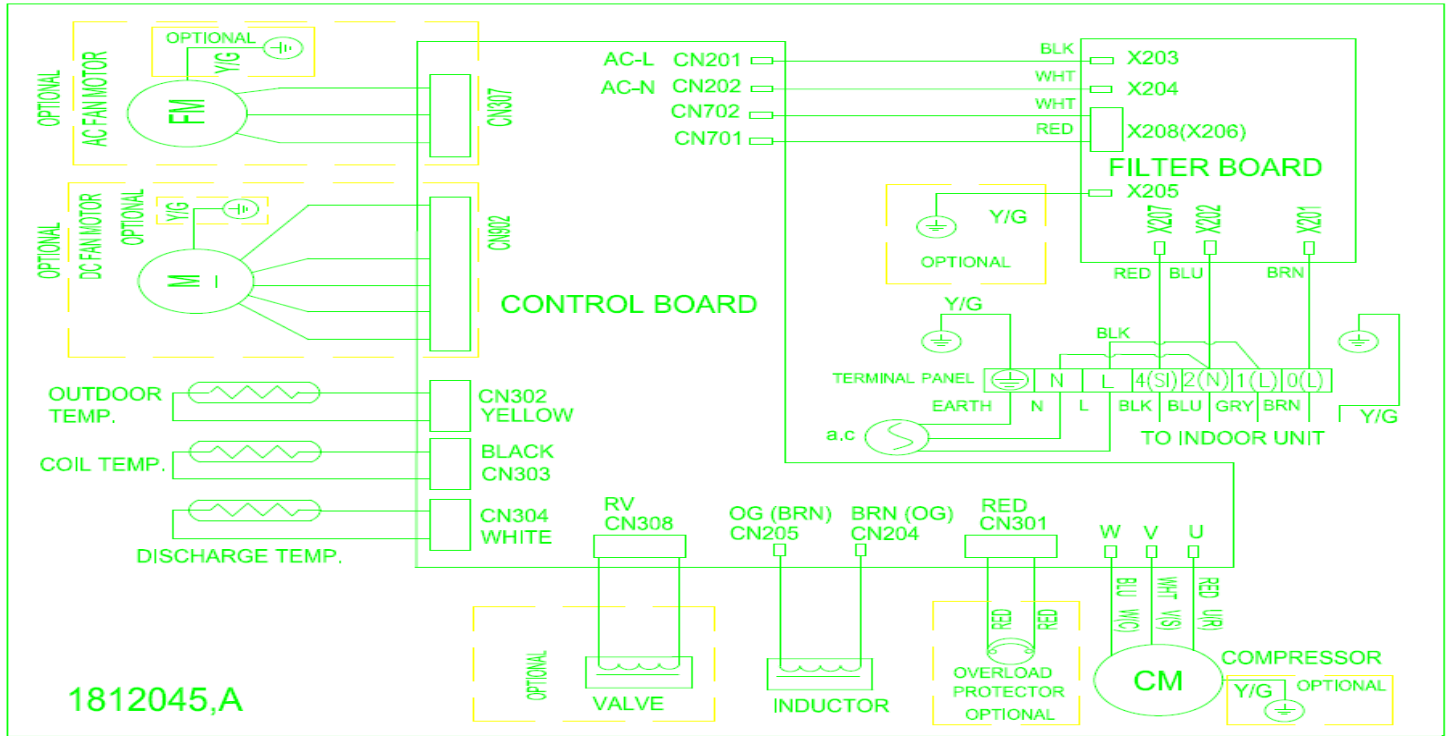 OPTIONAL
AC FAN MOTOR
OPTIONAL
Y/G
FM
CN307
OPTIONAL
DC FAN MOTOR
OPTIONAL
Y/G
M
CN902
CONTROL BOARD
OUTDOOR
TEMP.
CN302
YELLOW
COIL TEMP.
BLACK
CN303
CN304
WHITE
DISCHARGE TEMP.
AC-L CN201
BLK
X203
AC-N CN202
WHT
X204
CN702
WHT
CN701
RED
X208(X206)
FILTER BOARD
X205
Y/G
OPTIONAL
X207
X202
X201
RED
BLU
BRN
Y/G
BLK
TERMINAL PANEL
N
L
4(SI)
2(N)
1(L)
0(L)
EARTH
N
L
BLK
BLU
GRY
BRN
Y/G
a,c
TO INDOOR UNIT
RV
CN308
OPTIONAL
VALVE
OG (BRN)
CN205
BRN (OG)
CN204
INDUCTOR
RED
CN301
RED
RED
OVERLOAD
PROTECTOR
OPTIONAL
W
V
U
BLU W(C)
WHT V(S)
RED U(R)
CM
COMPRESSOR
Y/G
OPTIONAL
1812045,A